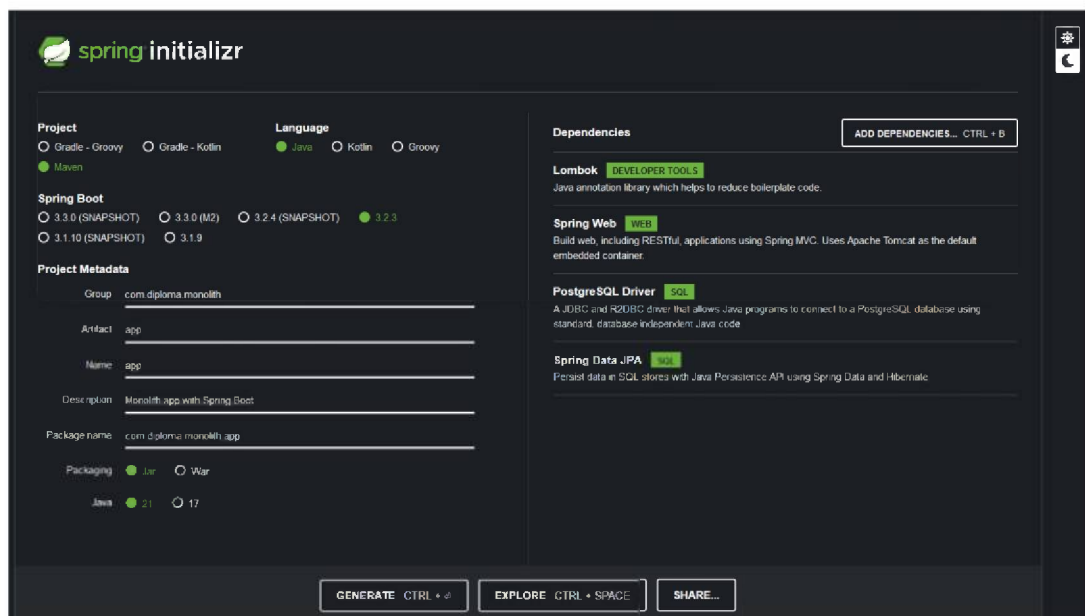 spring initializr
Project
Gradle - Groovy Gradle - Kotlin
Maven
Language
Java Kotlin Groovy
Spring Boot
3.3.0 (SNAPSHOT) 3.3.0 (M2) 3.2.4 (SNAPSHOT) 3.2.3
3.1.10 (SNAPSHOT) 3.1.9
Project Metadata
Group com.diploma.monolith
Artifact app
Name app
Description Monolith app with Spring Boot
Package name com.diploma.monolith.app
Packaging Jar War
Java 21 17
Dependencies
ADD DEPENDENCIES... CTRL + B
Lombok DEVELOPER TOOLS
Java annotation library which helps to reduce boilerplate code.
Spring Web WEB
Build web, including RESTful, applications using Spring MVC. Uses Apache Tomcat as the default
embedded container.
PostgreSQL Driver SQL
A JDBC and R2DBC driver that allows Java programs to connect to a PostgreSQL database using
standard, database independent Java code.
Spring Data JPA SQL
Persist data in SQL stores with Java Persistence API using Spring Data and Hibernate.
GENERATE CTRL + ⏎
EXPLORE CTRL + SPACE
SHARE...